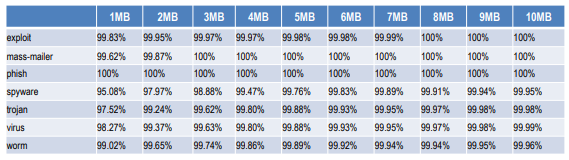 1MB 2MB 3MB 4MB 5MB 6MB 7MB 8MB 9MB 10MB
exploit 99.83% 99.95% 99.97% 99.97% 99.98% 99.98% 99.99% 100% 100% 100%
mass-mailer 99.62% 99.87% 100% 100% 100% 100% 100% 100% 100% 100%
phish 100% 100% 100% 100% 100% 100% 100% 100% 100% 100%
spyware 95.08% 97.97% 98.88% 99.47% 99.76% 99.83% 99.89% 99.91% 99.94% 99.95%
trojan 97.52% 99.24% 99.62% 99.80% 99.88% 99.93% 99.95% 99.97% 99.98% 99.98%
virus 98.27% 99.37% 99.63% 99.80% 99.88% 99.93% 99.95% 99.97% 99.98% 99.99%
worm 99.02% 99.65% 99.74% 99.86% 99.89% 99.92% 99.94% 99.94% 99.95% 99.96%